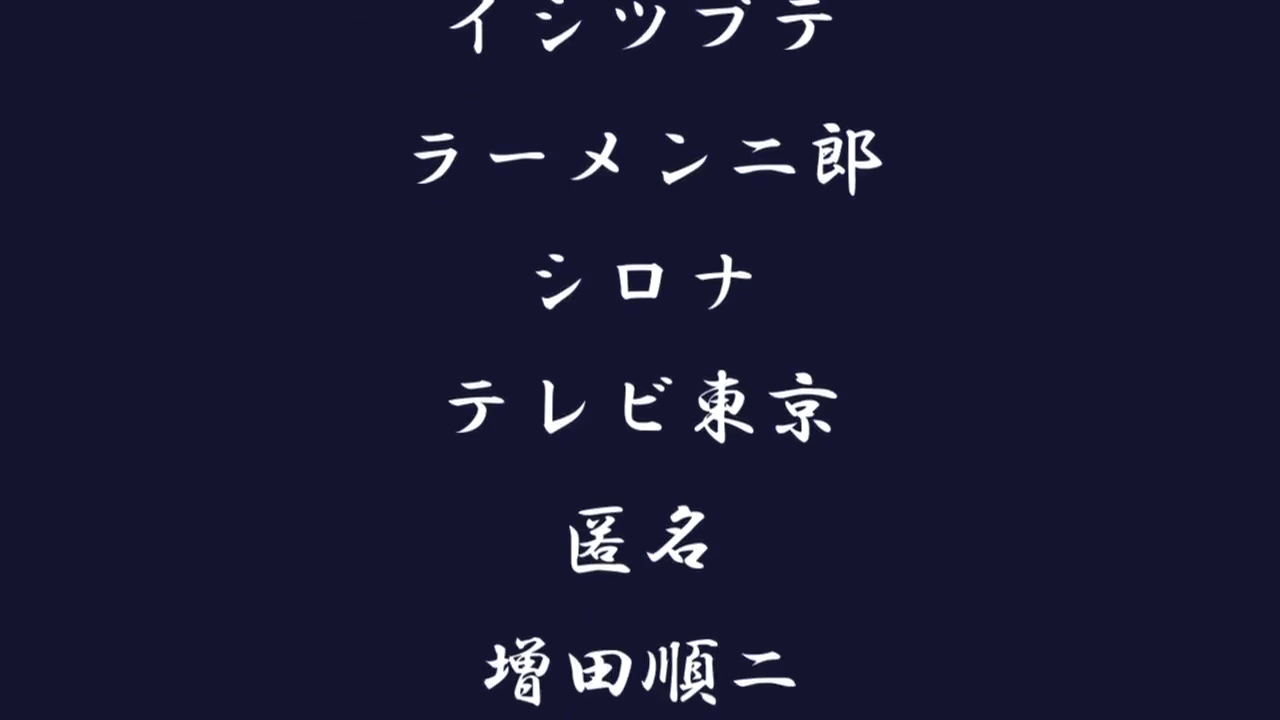 イシツブテ
ラーメン二郎
シロナ
テレビ東京
匿名
増田順二